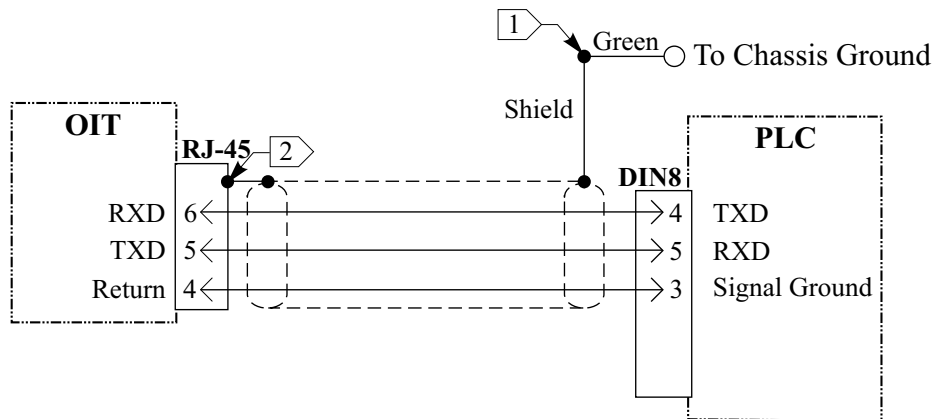 1
Green
To Chassis Ground
Shield
OIT
PLC
RJ-45
2
DIN8
RXD 6 4 TXD
TXD 5 5 RXD
Return 4 3 Signal Ground